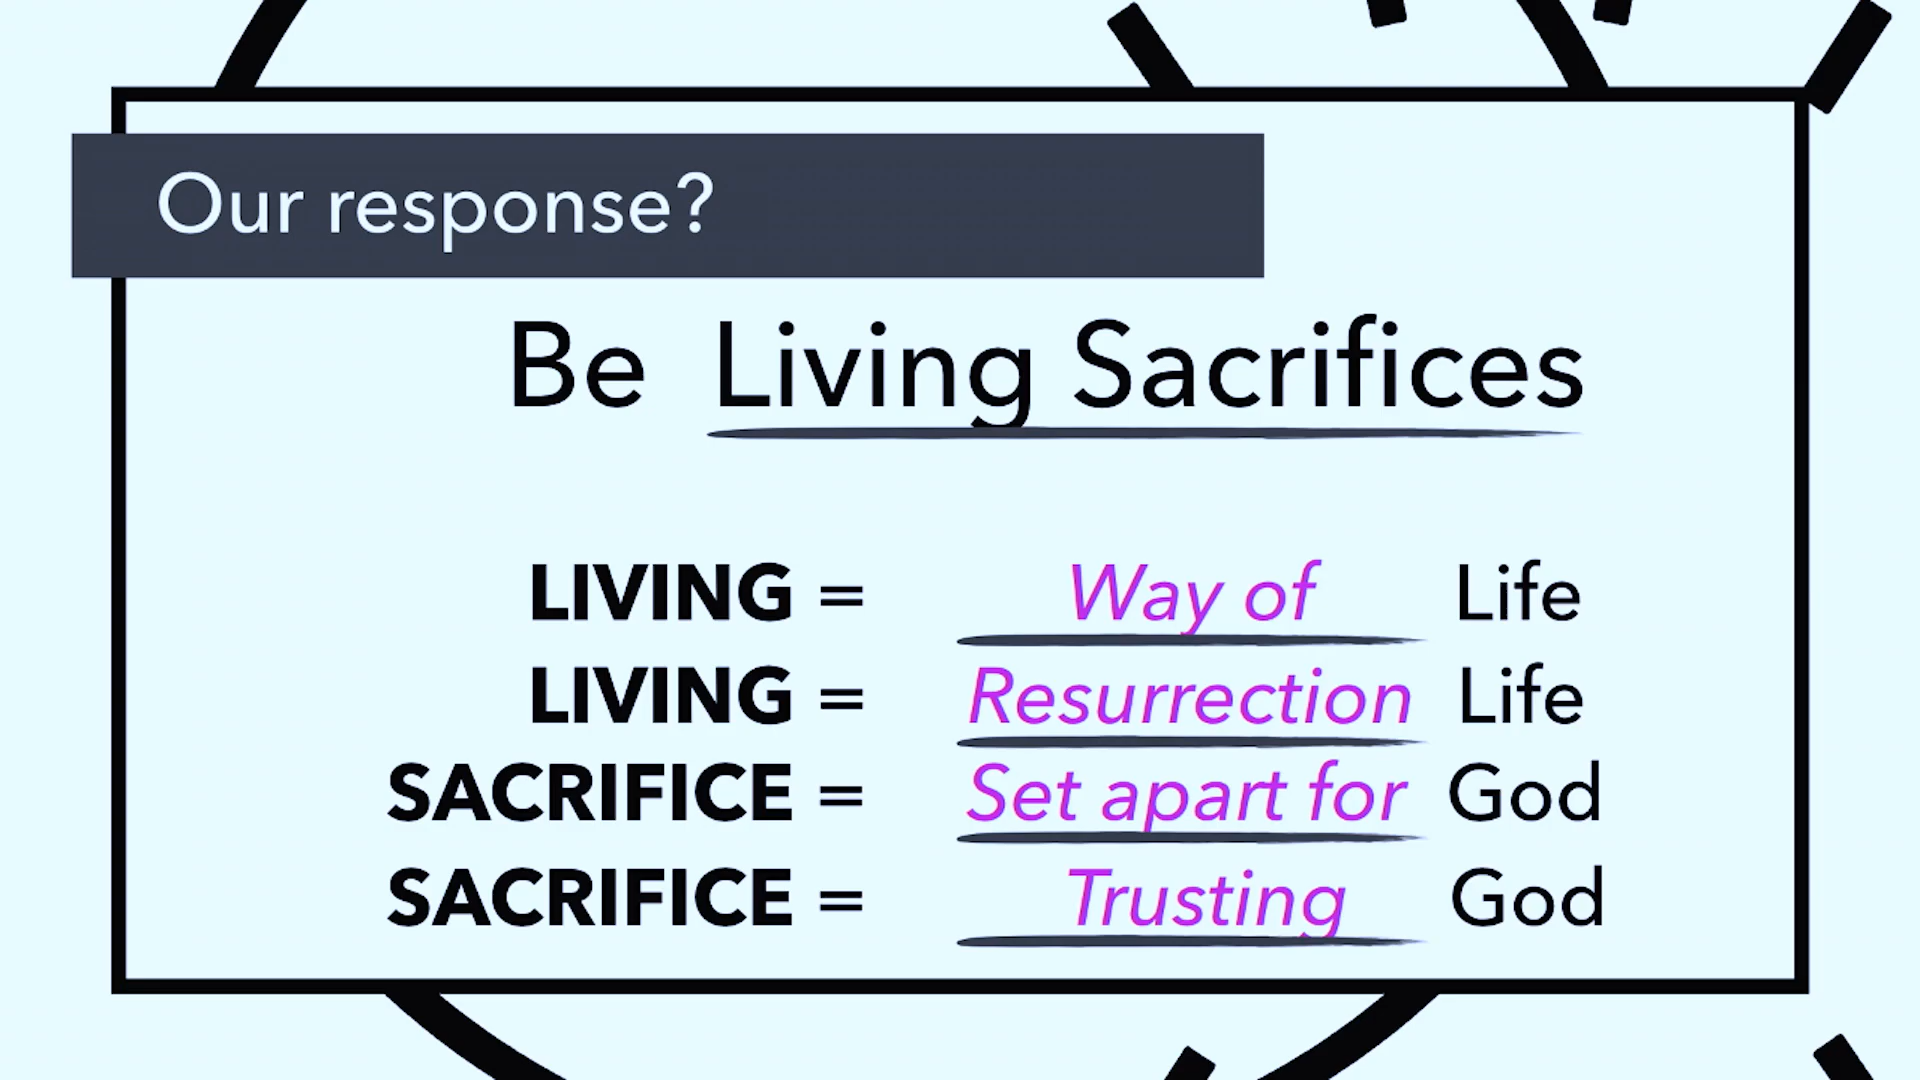 Our response?
Be Living Sacrifices
LIVING = Way of Life
LIVING = Resurrection Life
SACRIFICE = Set apart for God
SACRIFICE = Trusting God